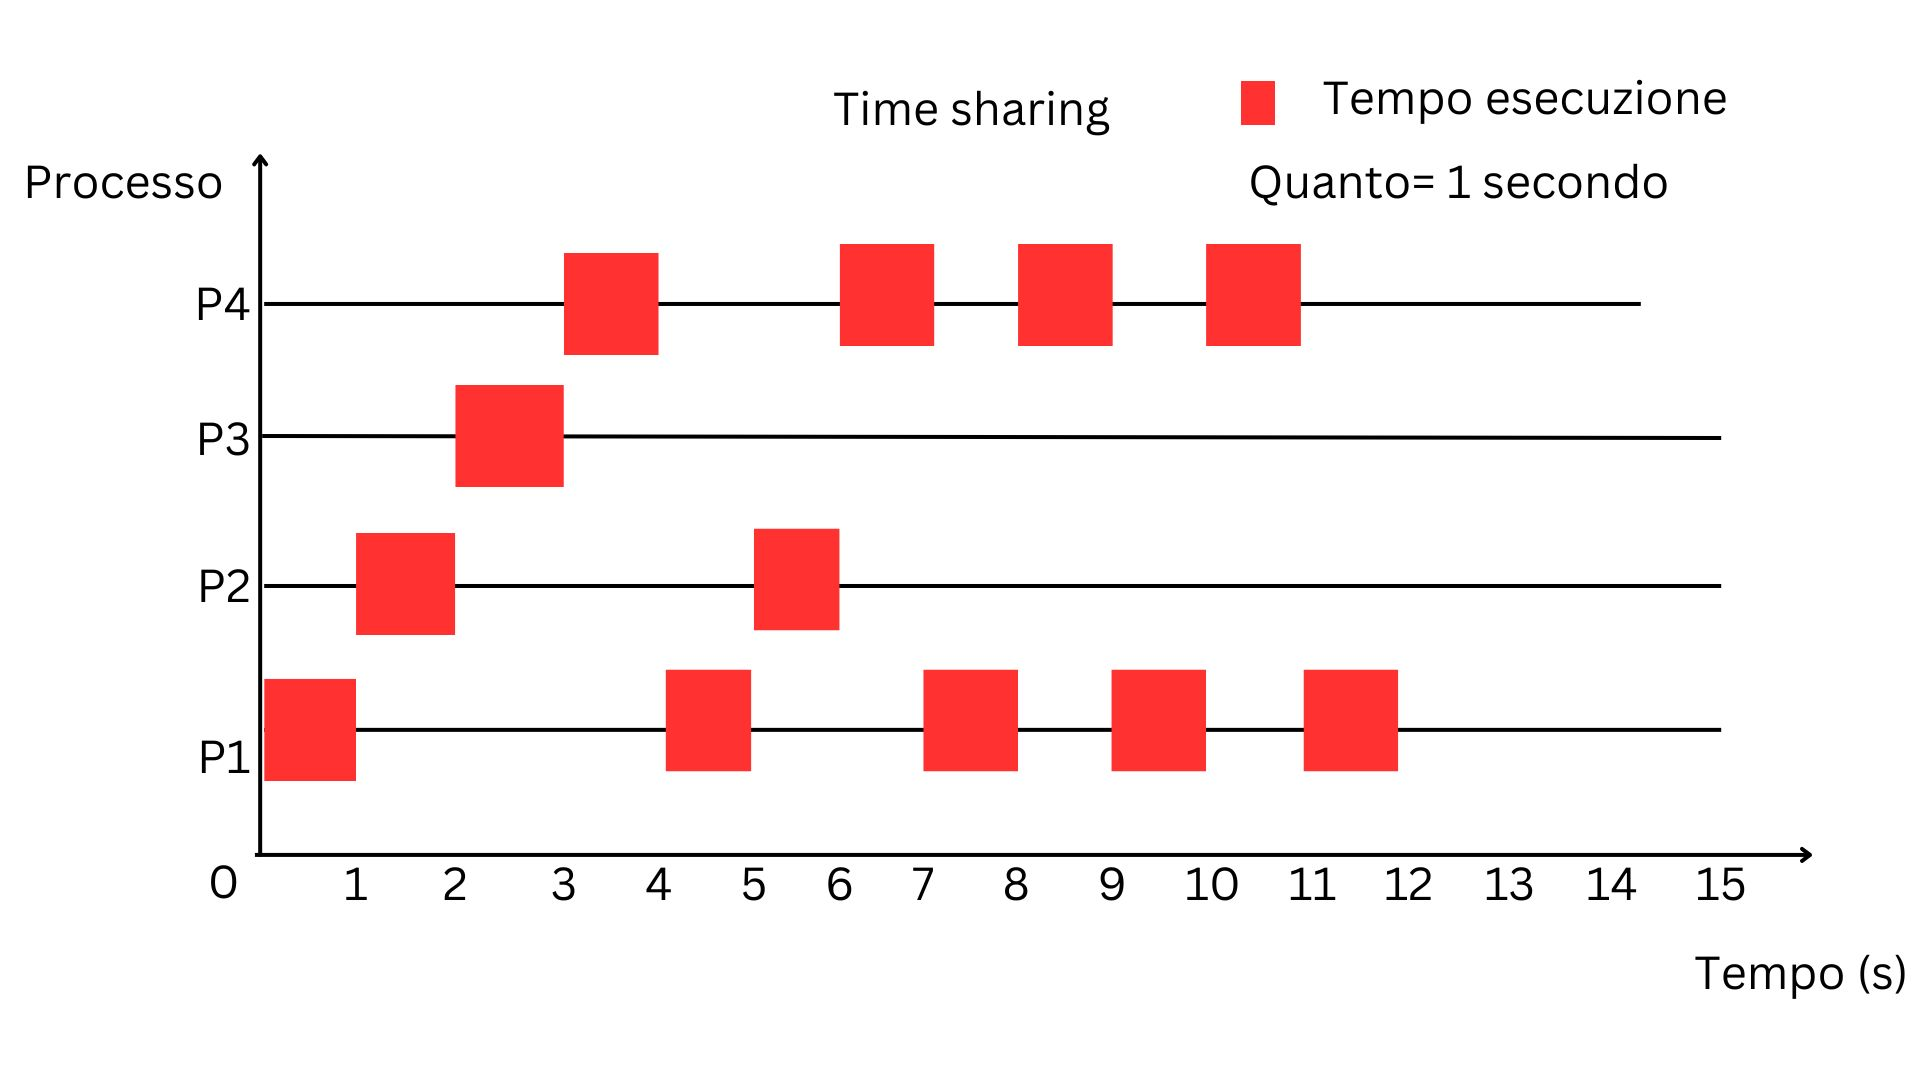 Time sharing
Tempo esecuzione
Processo
Quanto= 1 secondo
P4
P3
P2
P1
0 1 2 3 4 5 6 7 8 9 10 11 12 13 14 15
Tempo (s)